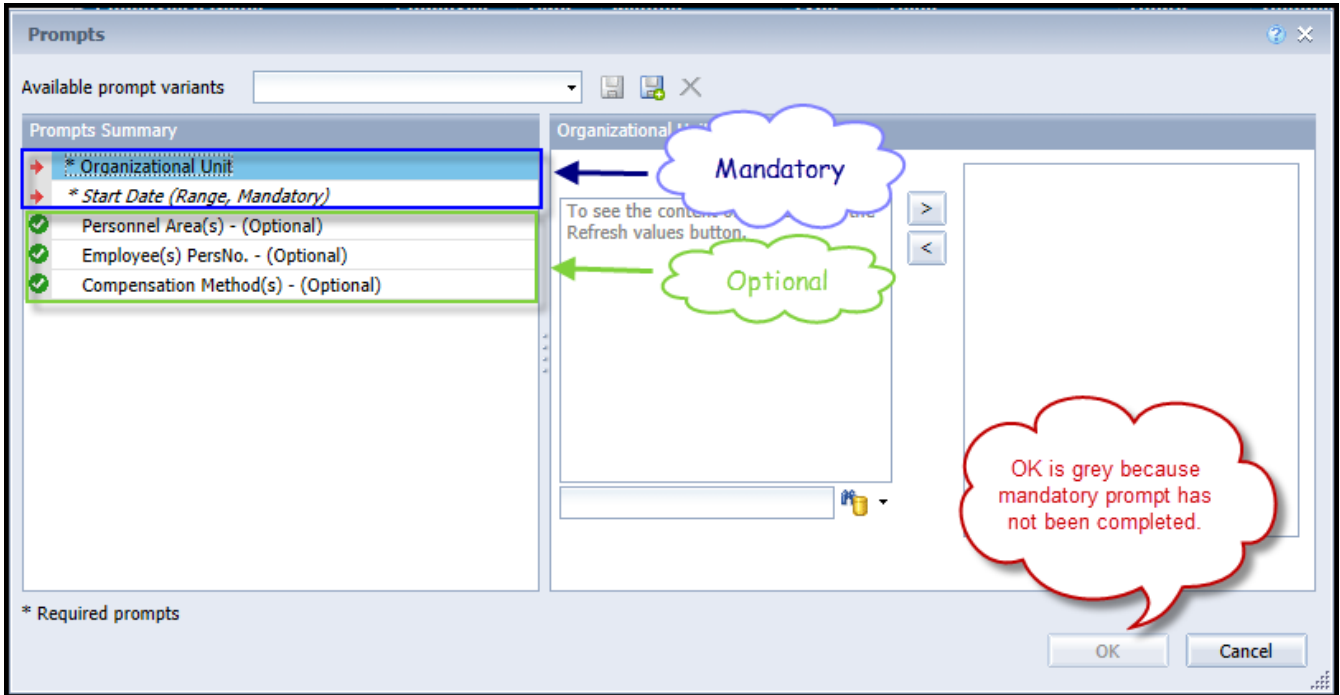 Prompts
Available prompt variants
Prompts Summary
* Organizational Unit
* Start Date (Range, Mandatory)
Personnel Area(s) - (Optional)
Employee(s) PersNo. - (Optional)
Compensation Method(s) - (Optional)
Organizational
Mandatory
To see the
the
Refresh values button.
Optional
>
<
OK is grey because
mandatory prompt has
not been completed.
* Required prompts
OK
Cancel